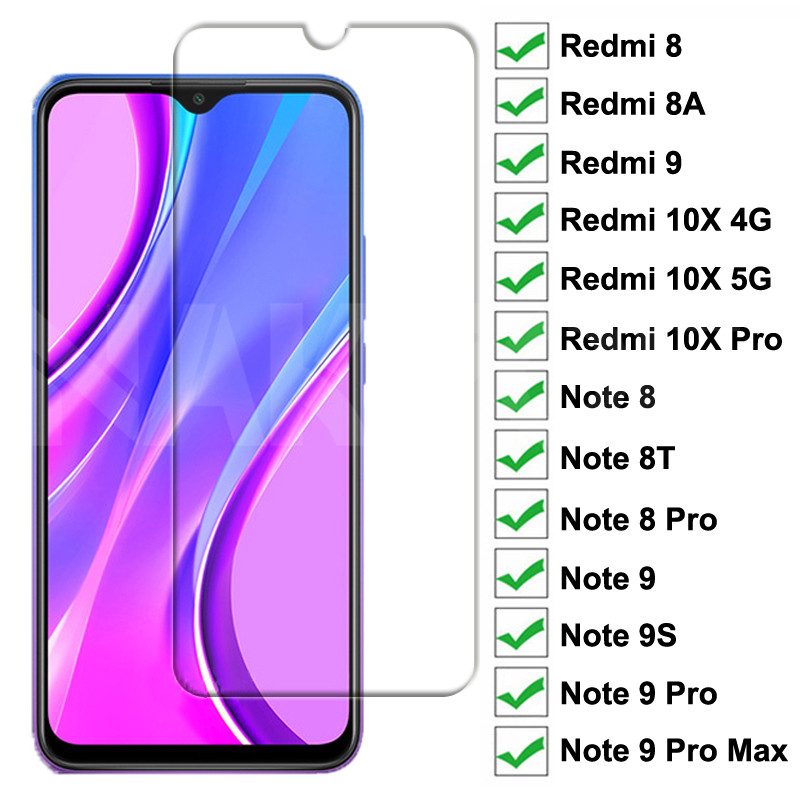 Redmi 8
Redmi 8A
Redmi 9
Redmi 10X 4G
Redmi 10X 5G
Redmi 10X Pro
Note 8
Note 8T
Note 8 Pro
Note 9
Note 9S
Note 9 Pro
Note 9 Pro Max